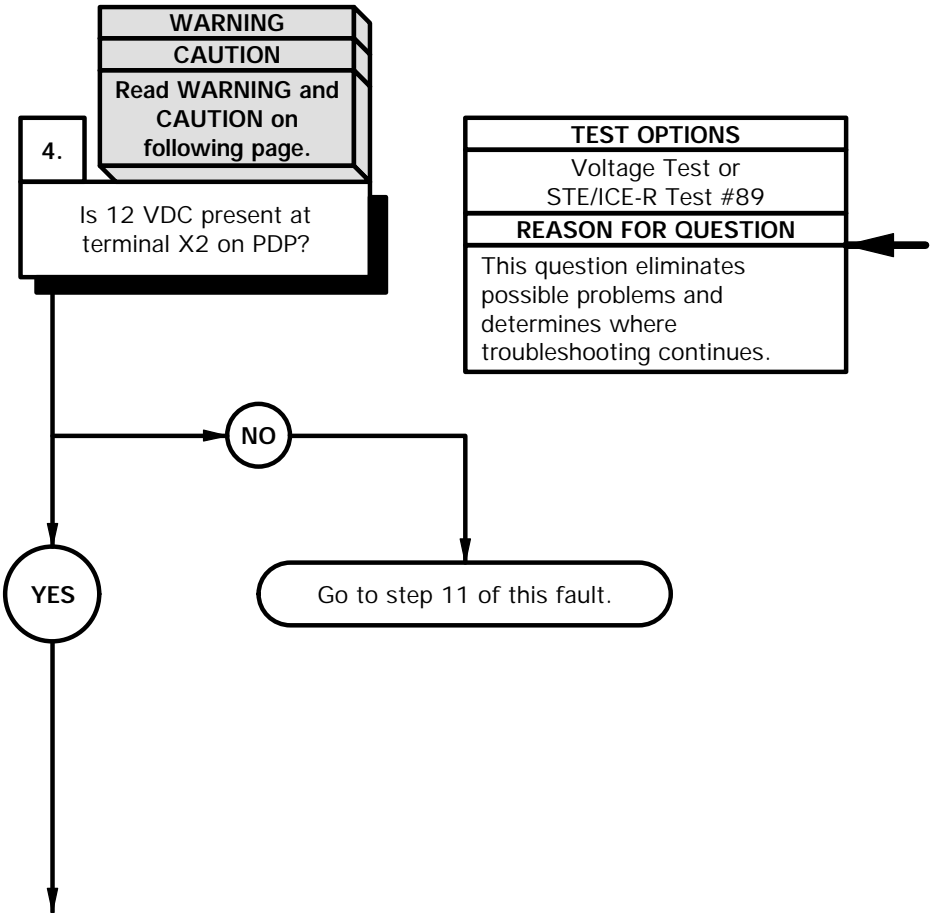 WARNING
CAUTION
Read WARNING and
CAUTION on
following page.
4.
Is 12 VDC present at
terminal X2 on PDP?
TEST OPTIONS
Voltage Test or
STE/ICE-R Test #89
REASON FOR QUESTION
This question eliminates
possible problems and
determines where
troubleshooting continues.
NO
YES
Go to step 11 of this fault.